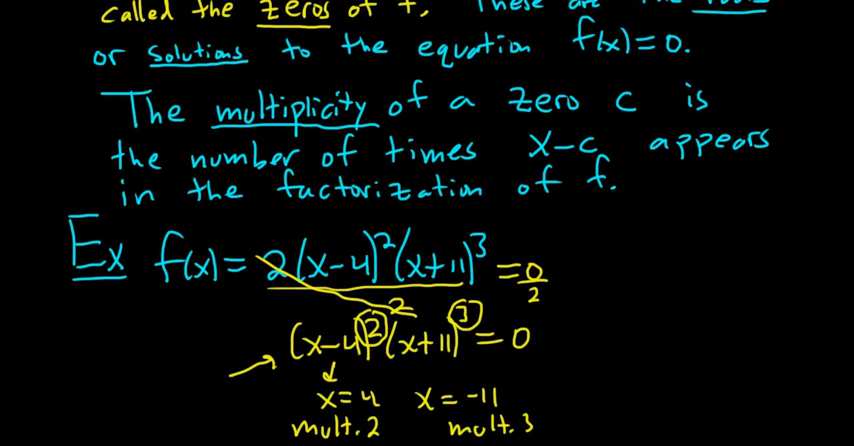 called the zeros of f. These are the
or solutions to the equation f(x)=0.
The multiplicity of a zero c is
the number of times x-c appears
in the factorization of f.
Ex f(x) = 2(x-4)²(x+11)³ = 0/2
2
(x-4)²(x+11)³ = 0
x=4 x=-11
mult. 2 mult. 3